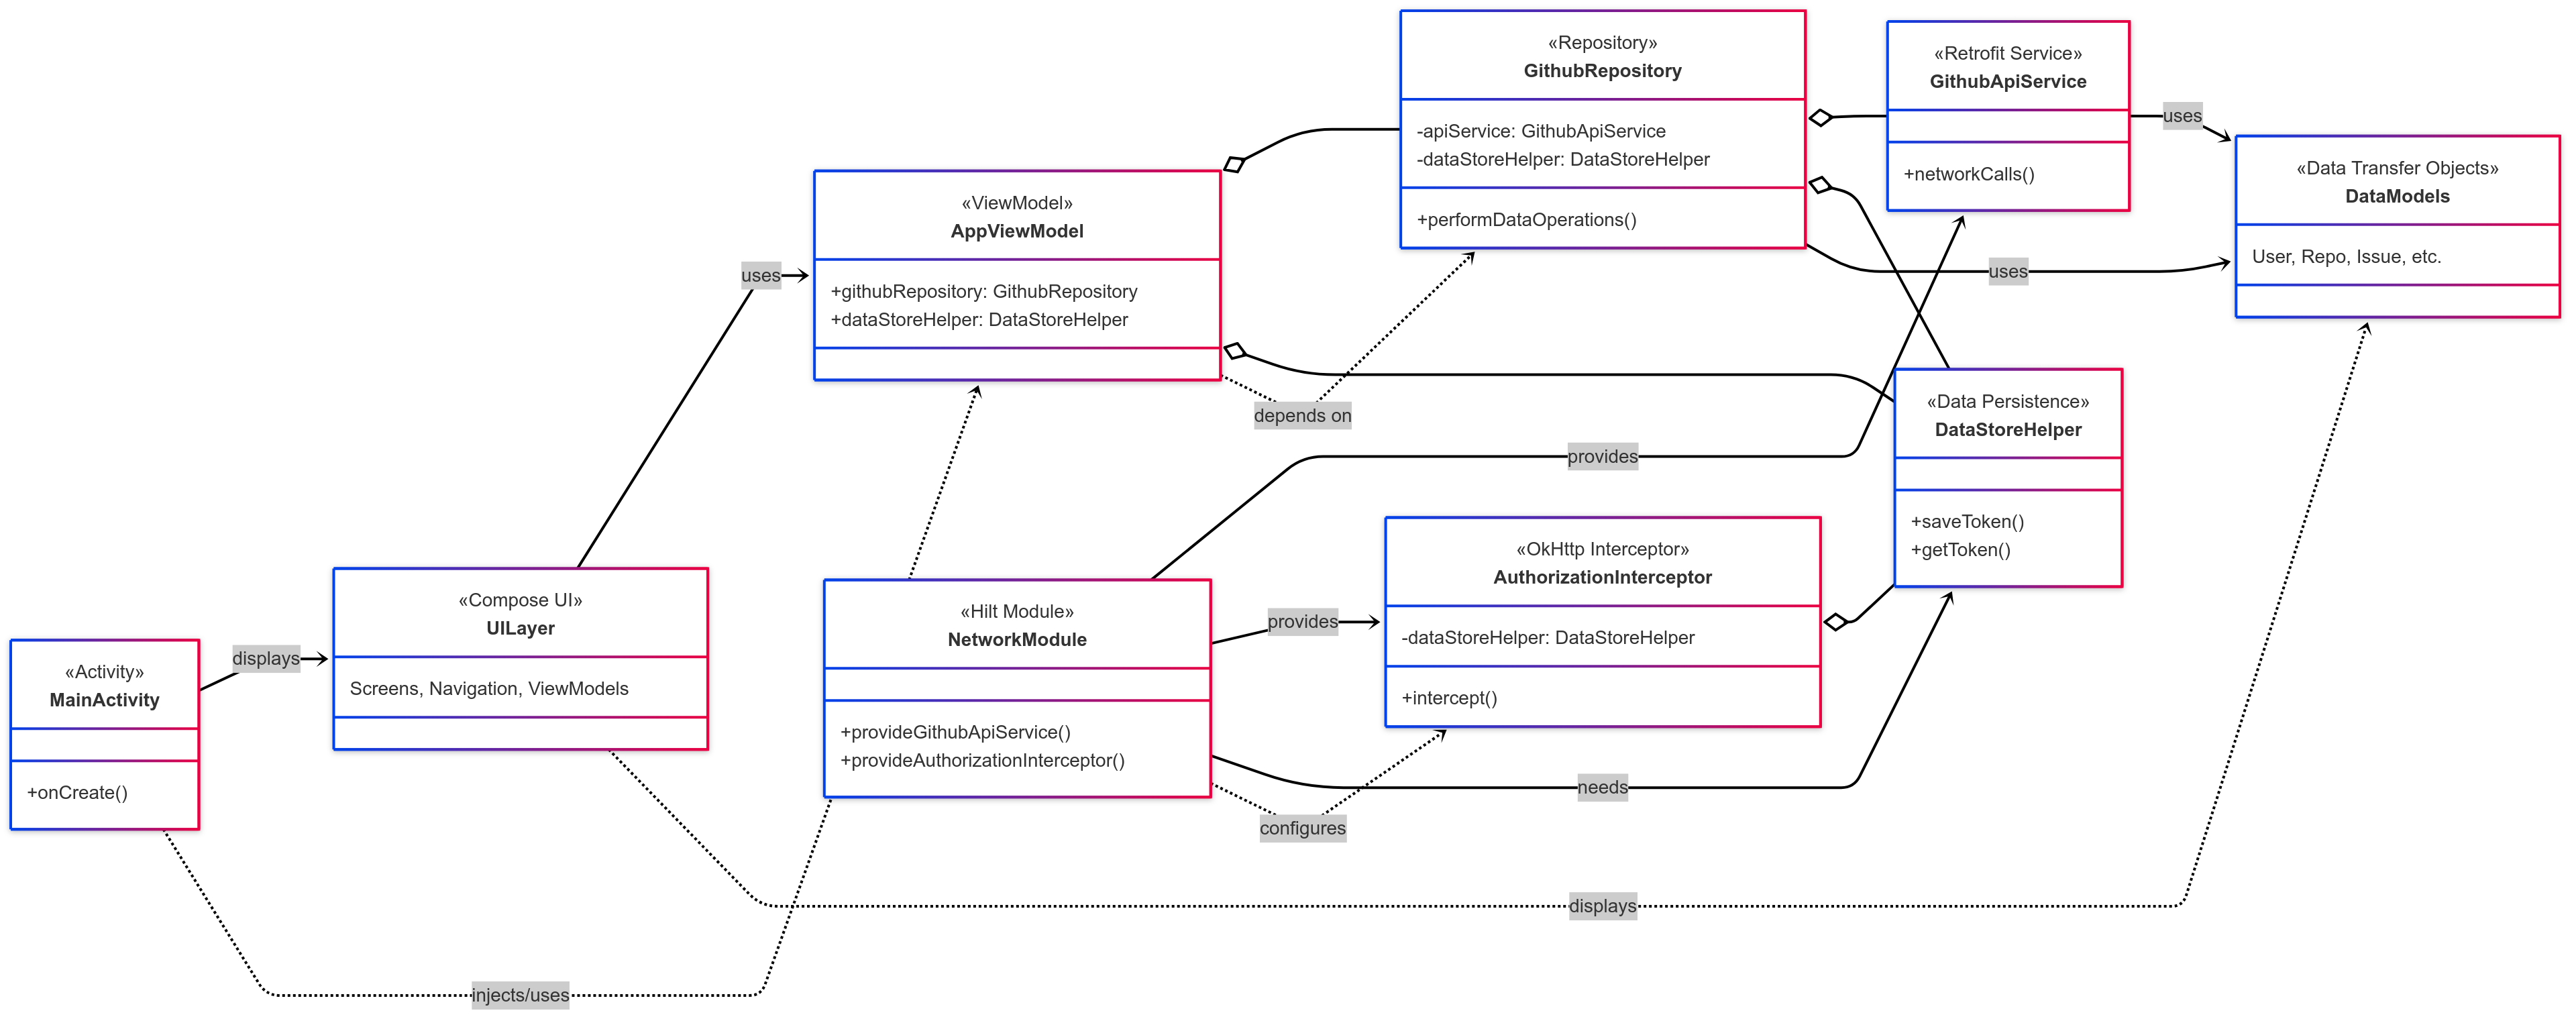 «Repository»
GithubRepository
-apiService: GithubApiService
-dataStoreHelper: DataStoreHelper
+performDataOperations()
«Retrofit Service»
GithubApiService
+networkCalls()
uses
«Data Transfer Objects»
DataModels
User, Repo, Issue, etc.
«ViewModel»
AppViewModel
+githubRepository: GithubRepository
+dataStoreHelper: DataStoreHelper
uses
uses
depends on
provides
«Data Persistence»
DataStoreHelper
+saveToken()
+getToken()
«Activity»
MainActivity
+onCreate()
displays
«Compose UI»
UILayer
Screens, Navigation, ViewModels
«Hilt Module»
NetworkModule
+provideGithubApiService()
+provideAuthorizationInterceptor()
provides
«OkHttp Interceptor»
AuthorizationInterceptor
-dataStoreHelper: DataStoreHelper
+intercept()
needs
configures
displays
injects/uses